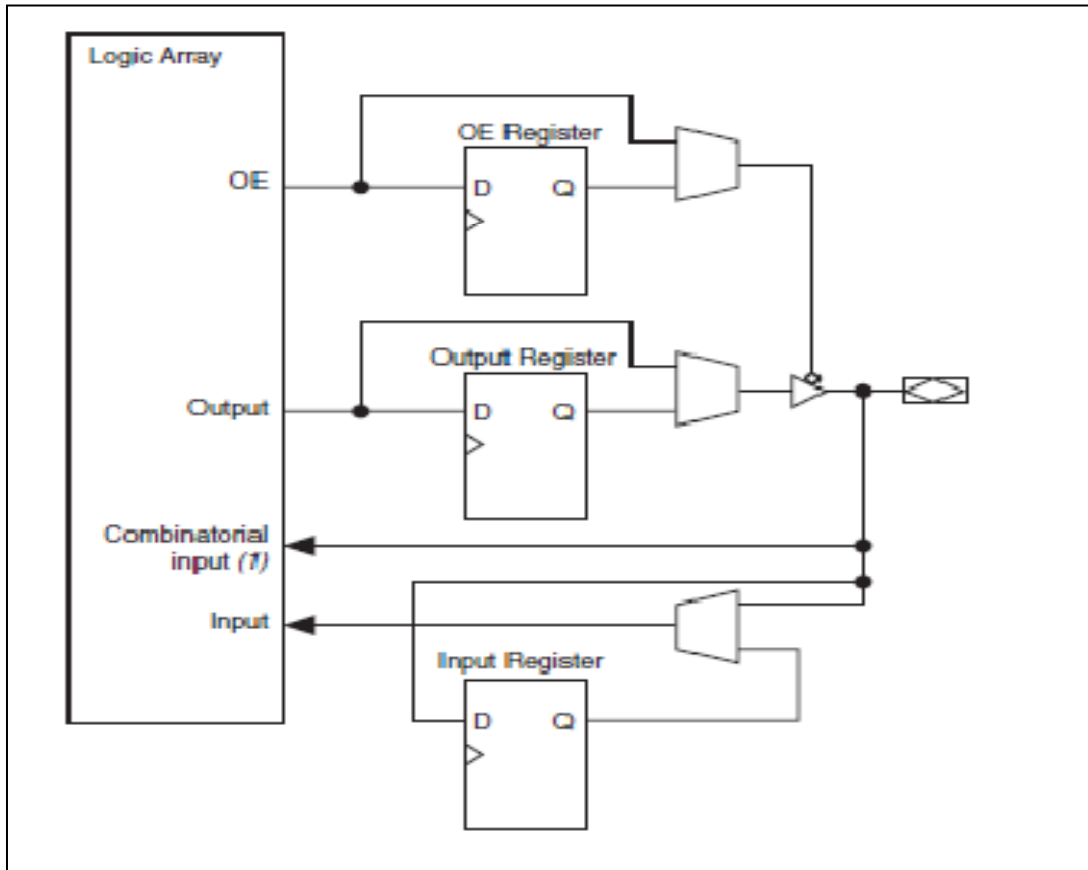 Logic Array
OE Register
OE
D Q
Output Register
Output
D Q
Combinatorial
input (1)
Input
Input Register
D Q